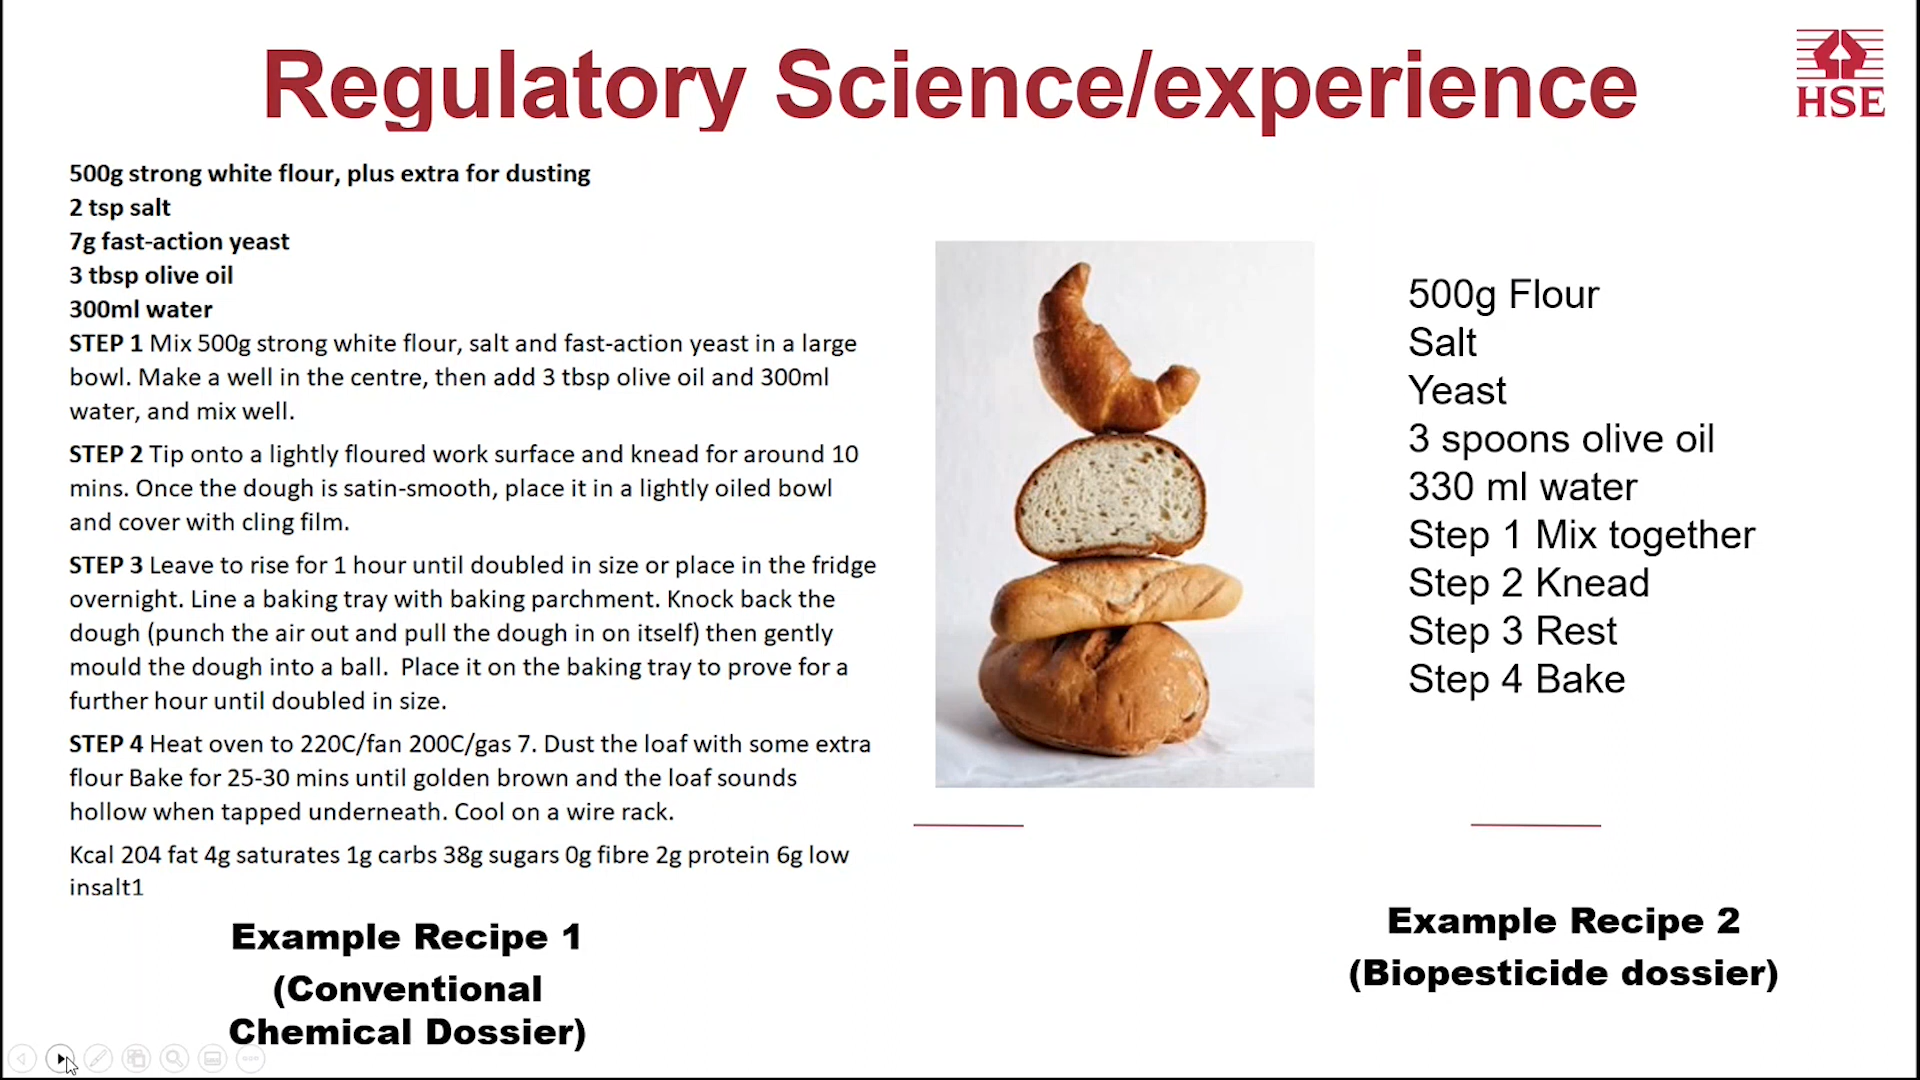 Regulatory Science/experience
HSE
500g strong white flour, plus extra for dusting
2 tsp salt
7g fast-action yeast
3 tbsp olive oil
300ml water
STEP 1 Mix 500g strong white flour, salt and fast-action yeast in a large
bowl. Make a well in the centre, then add 3 tbsp olive oil and 300ml
water, and mix well.
STEP 2 Tip onto a lightly floured work surface and knead for around 10
mins. Once the dough is satin-smooth, place it in a lightly oiled bowl
and cover with cling film.
STEP 3 Leave to rise for 1 hour until doubled in size or place in the fridge
overnight. Line a baking tray with baking parchment. Knock back the
dough (punch the air out and pull the dough in on itself) then gently
mould the dough into a ball.  Place it on the baking tray to prove for a
further hour until doubled in size.
STEP 4 Heat oven to 220C/fan 200C/gas 7. Dust the loaf with some extra
flour Bake for 25-30 mins until golden brown and the loaf sounds
hollow when tapped underneath. Cool on a wire rack.
Kcal 204 fat 4g saturates 1g carbs 38g sugars 0g fibre 2g protein 6g low
insalt1
Example Recipe 1
(Conventional
Chemical Dossier)
500g Flour
Salt
Yeast
3 spoons olive oil
330 ml water
Step 1 Mix together
Step 2 Knead
Step 3 Rest
Step 4 Bake
Example Recipe 2
(Biopesticide dossier)